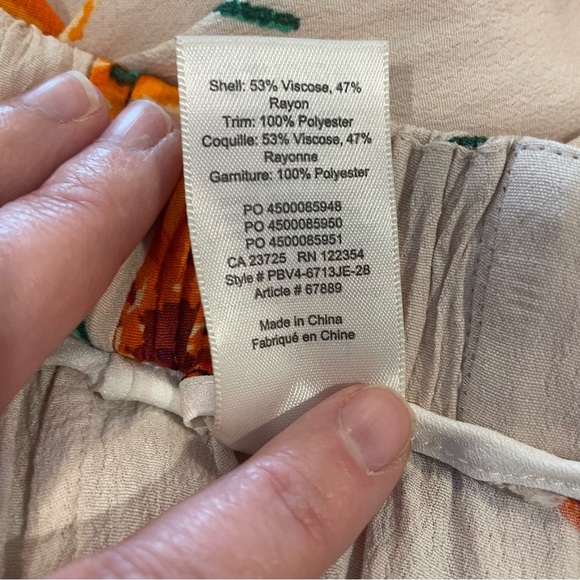 Shell: 53% Viscose, 47%
Rayon
Trim: 100% Polyester
Coquille: 53% Viscose, 47%
Rayonne
Garniture: 100% Polyester
PO 4500065948
PO 4500085950
PO 4500085951
CA 23725 RN 122354
Style # PBV4-6713JE-28
Article # 67889
Made in China
Fabriqué en Chine